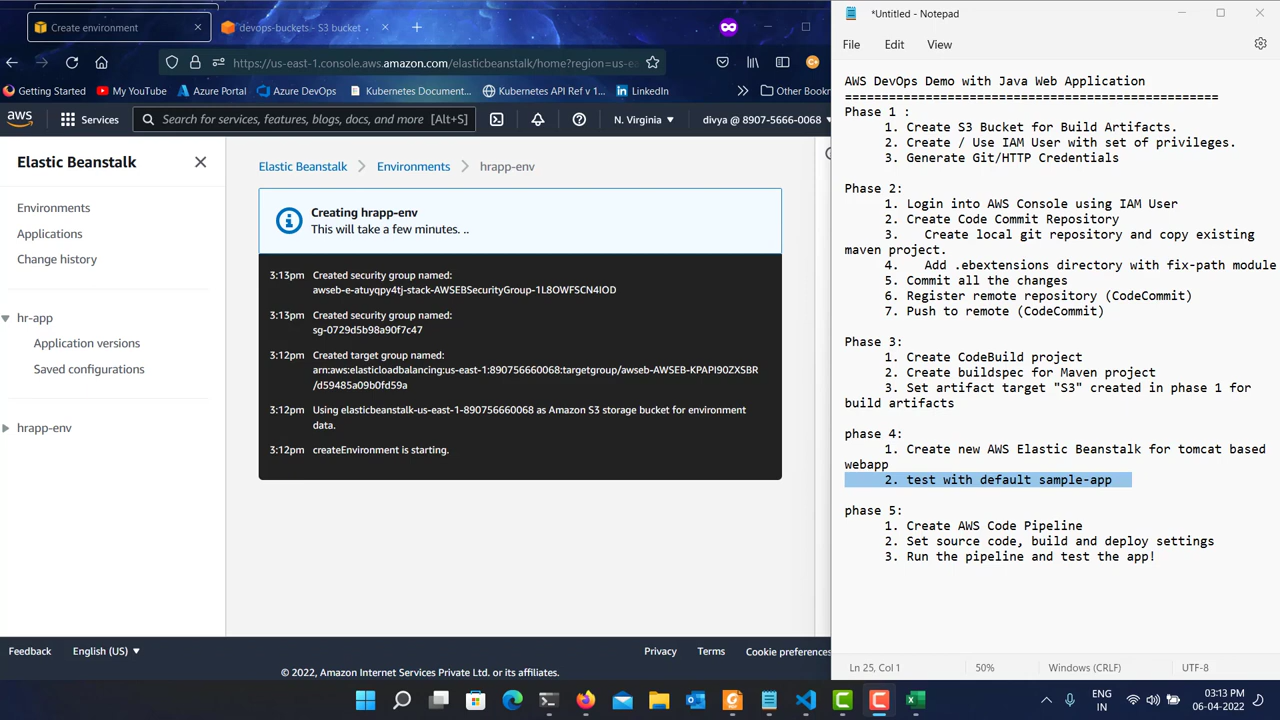 Create environment
devops-buckets - S3 bucket
*Untitled - Notepad
https://us-east-1.console.aws.amazon.com/elasticbeanstalk/home?region=us-e
File Edit View
Getting Started
My YouTube
Azure Portal
Azure DevOps
Kubernetes Document...
Kubernetes API Ref v 1...
LinkedIn
Other Bookn
aws
Services
Search for services, features, blogs, docs, and more [Alt+S]
N. Virginia
divya @ 8907-5666-0068
Elastic Beanstalk
Environments
Applications
Change history
hr-app
Application versions
Saved configurations
hrapp-env
Elastic Beanstalk
Environments
hrapp-env
Creating hrapp-env
This will take a few minutes. ..
3:13pm Created security group named:
awseb-e-atuyqpy4tj-stack-AWSEBSecurityGroup-1L8OWFSCN4IOD
3:13pm Created security group named:
sg-0729d5b98a90f7c47
3:12pm Created target group named:
arn:aws:elasticloadbalancing:us-east-1:890756660068:targetgroup/awseb-AWSEB-KPAPI90ZXSBR
/d59485a09b0fd59a
3:12pm Using elasticbeanstalk-us-east-1-890756660068 as Amazon S3 storage bucket for environment
data.
3:12pm createEnvironment is starting.
Feedback
English (US)
Privacy
Terms
Cookie preferences
© 2022, Amazon Internet Services Private Ltd. or its affiliates.
AWS DevOps Demo with Java Web Application
===================================================
Phase 1 :
1. Create S3 Bucket for Build Artifacts.
2. Create / Use IAM User with set of privileges.
3. Generate Git/HTTP Credentials
Phase 2:
1. Login into AWS Console using IAM User
2. Create Code Commit Repository
3. Create local git repository and copy existing
maven project.
4. Add .ebextensions directory with fix-path module
5. Commit all the changes
6. Register remote repository (CodeCommit)
7. Push to remote (CodeCommit)
Phase 3:
1. Create CodeBuild project
2. Create buildspec for Maven project
3. Set artifact target "S3" created in phase 1 for
build artifacts
phase 4:
1. Create new AWS Elastic Beanstalk for tomcat based
webapp
2. test with default sample-app
phase 5:
1. Create AWS Code Pipeline
2. Set source code, build and deploy settings
3. Run the pipeline and test the app!
Ln 25, Col 1
50%
Windows (CRLF)
UTF-8
ENG
IN
03:13 PM
06-04-2022